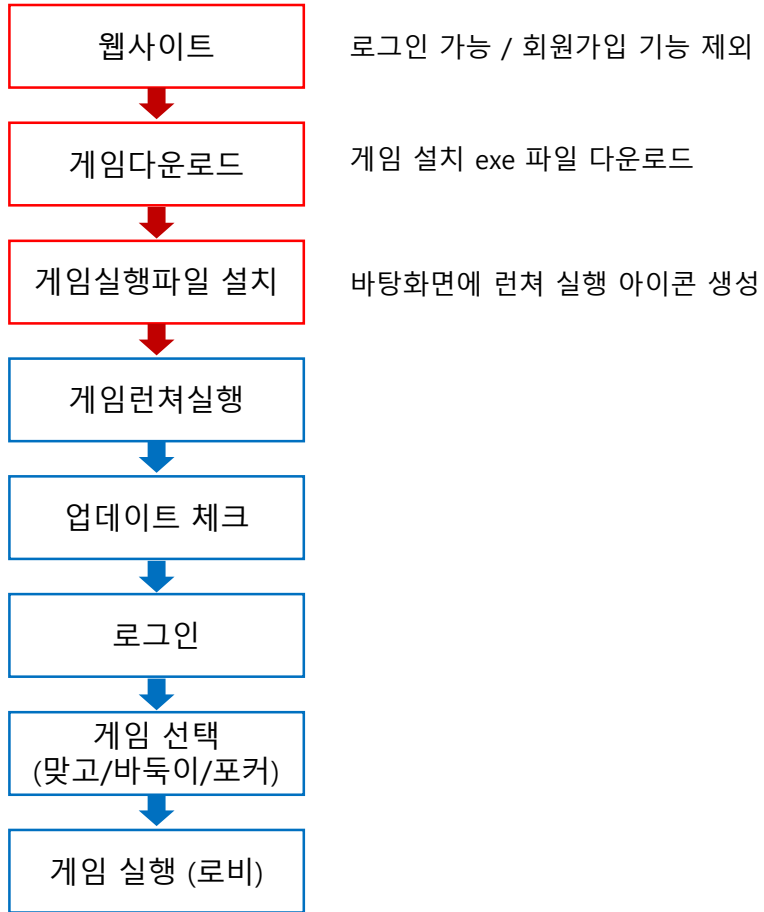 웹사이트
로그인 가능 / 회원가입 기능 제외
게임다운로드
게임 설치 exe 파일 다운로드
게임실행파일 설치
바탕화면에 런쳐 실행 아이콘 생성
게임런쳐실행
업데이트 체크
로그인
게임 선택
(맞고/바둑이/포커)
게임 실행 (로비)